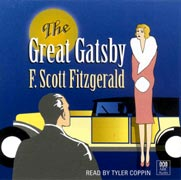 The
Great Gatsby
F. Scott Fitzgerald
READ BY TYLER COPPIN